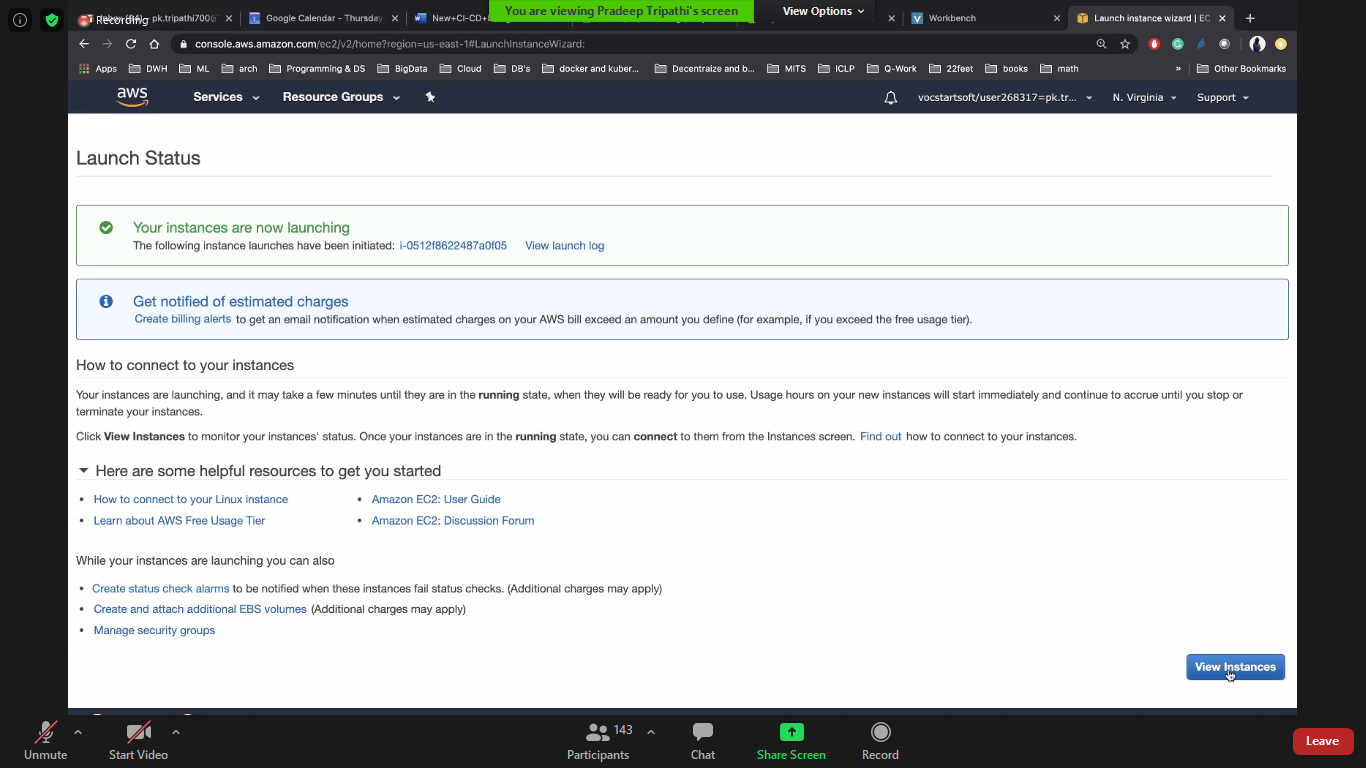 Recording
pk.tripathi700@
Google Calendar - Thursday
New+CI-CD+
You are viewing Pradeep Tripathi's screen
View Options
Workbench
Launch instance wizard | EC
console.aws.amazon.com/ec2/v2/home?region=us-east-1#LaunchInstanceWizard:
Apps DWH ML arch Programming & DS BigData Cloud DB's docker and kuber... Decentraize and b... MITS ICLP Q-Work 22feet books math » Other Bookmarks
aws Services Resource Groups vocstartsoft/user268317=pk.tr... N. Virginia Support
Launch Status
Your instances are now launching
The following instance launches have been initiated: i-0512f8622487a0f05 View launch log
Get notified of estimated charges
Create billing alerts to get an email notification when estimated charges on your AWS bill exceed an amount you define (for example, if you exceed the free usage tier).
How to connect to your instances
Your instances are launching, and it may take a few minutes until they are in the running state, when they will be ready for you to use. Usage hours on your new instances will start immediately and continue to accrue until you stop or
terminate your instances.
Click View Instances to monitor your instances' status. Once your instances are in the running state, you can connect to them from the Instances screen. Find out how to connect to your instances.
Here are some helpful resources to get you started
• How to connect to your Linux instance • Amazon EC2: User Guide
• Learn about AWS Free Usage Tier • Amazon EC2: Discussion Forum
While your instances are launching you can also
• Create status check alarms to be notified when these instances fail status checks. (Additional charges may apply)
• Create and attach additional EBS volumes (Additional charges may apply)
• Manage security groups
View Instances
Unmute Start Video Participants 143 Chat Share Screen Record Leave